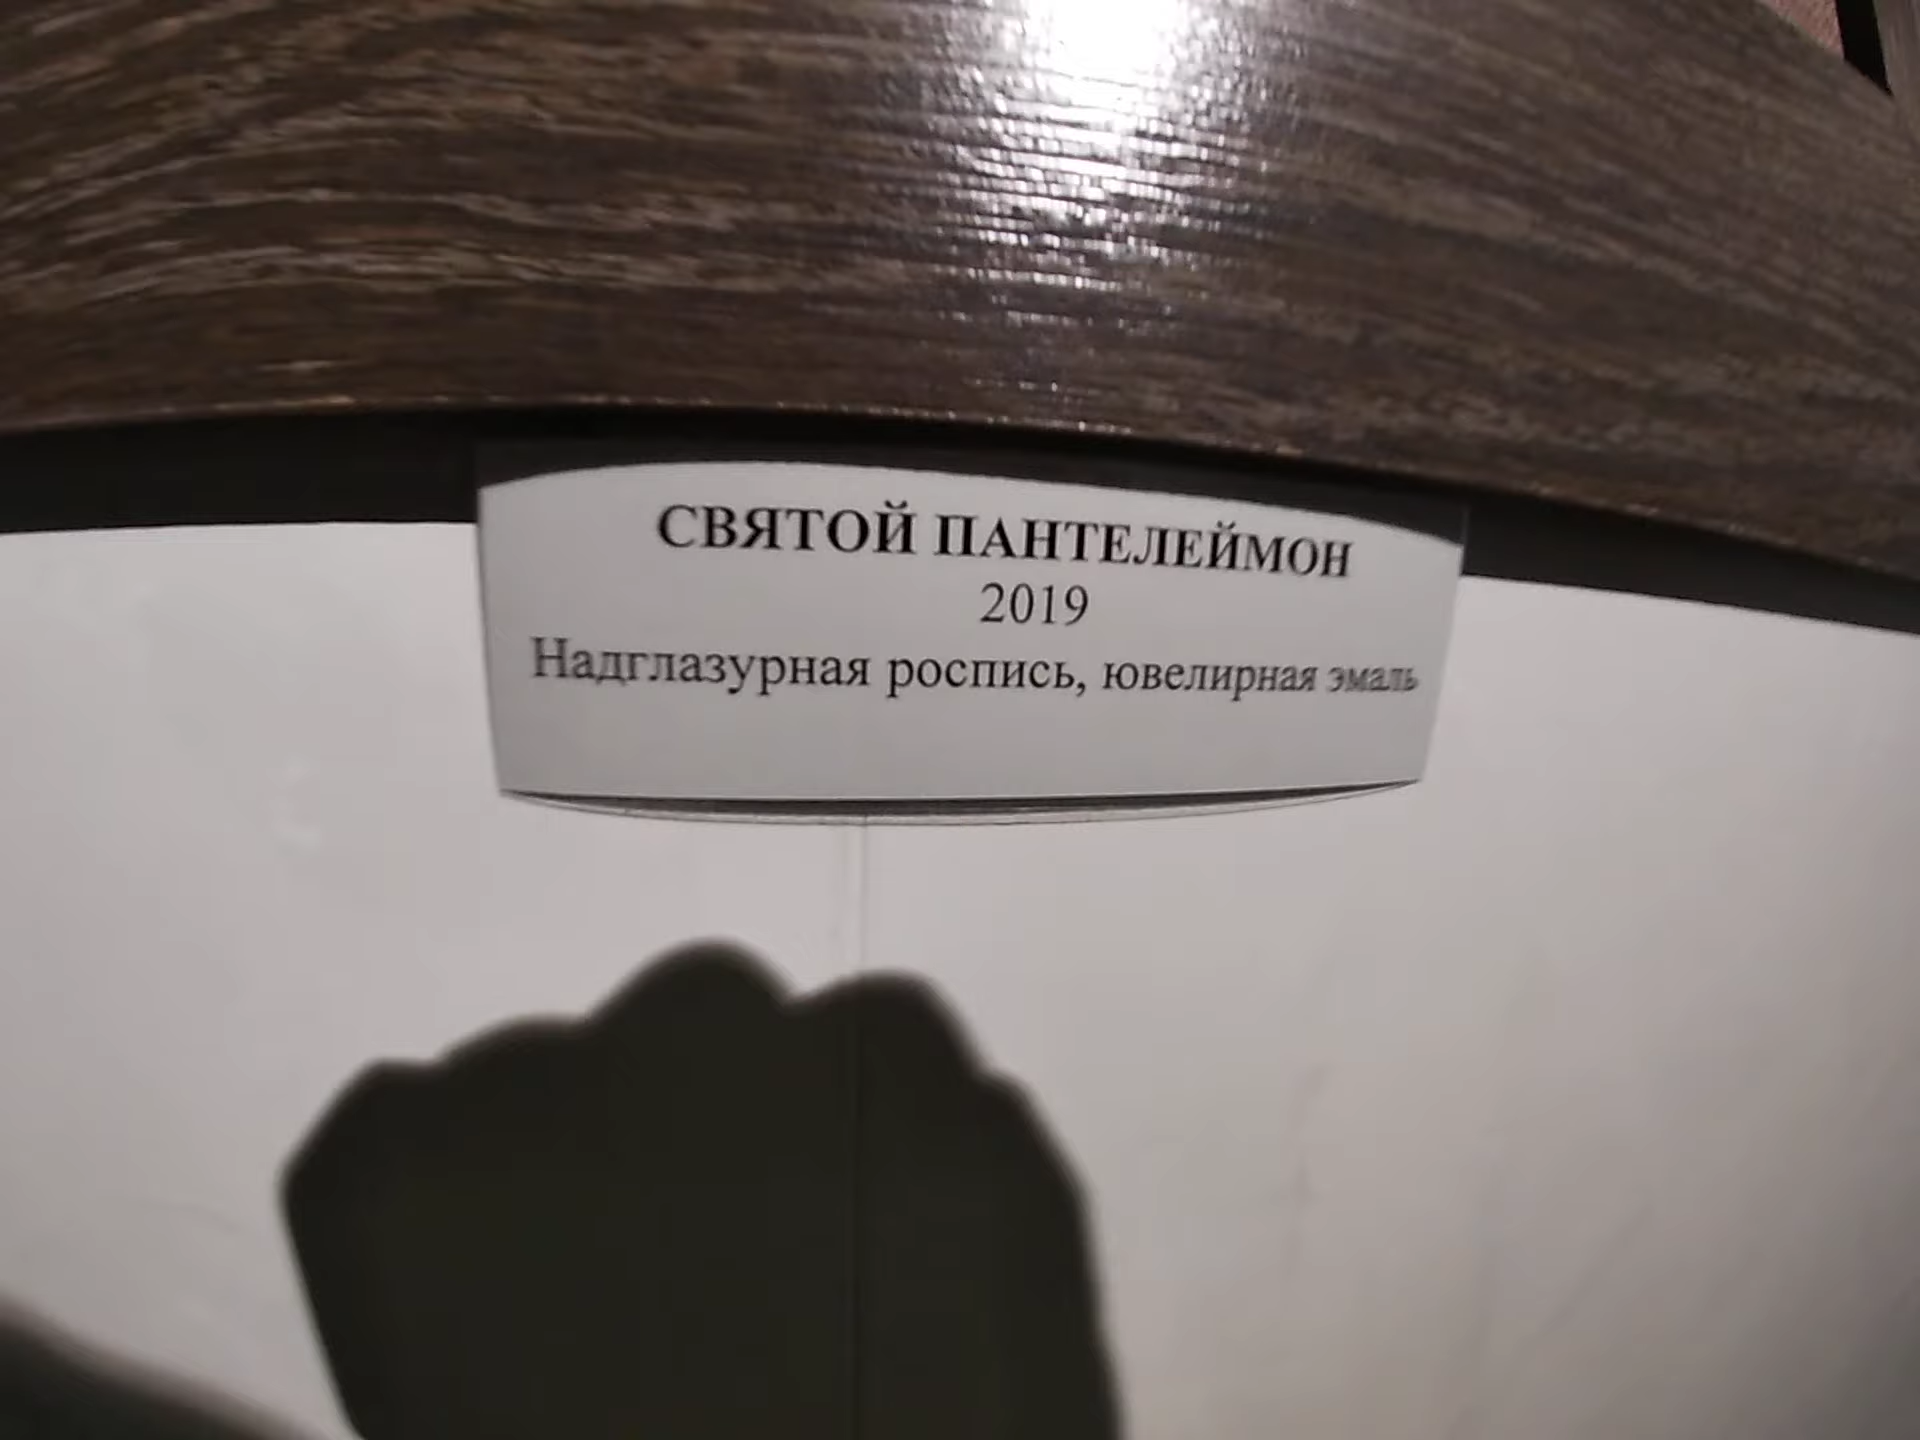 СВЯТОЙ ПАНТЕЛЕЙМОН
2019
Надглазурная роспись, ювелирная эмаль